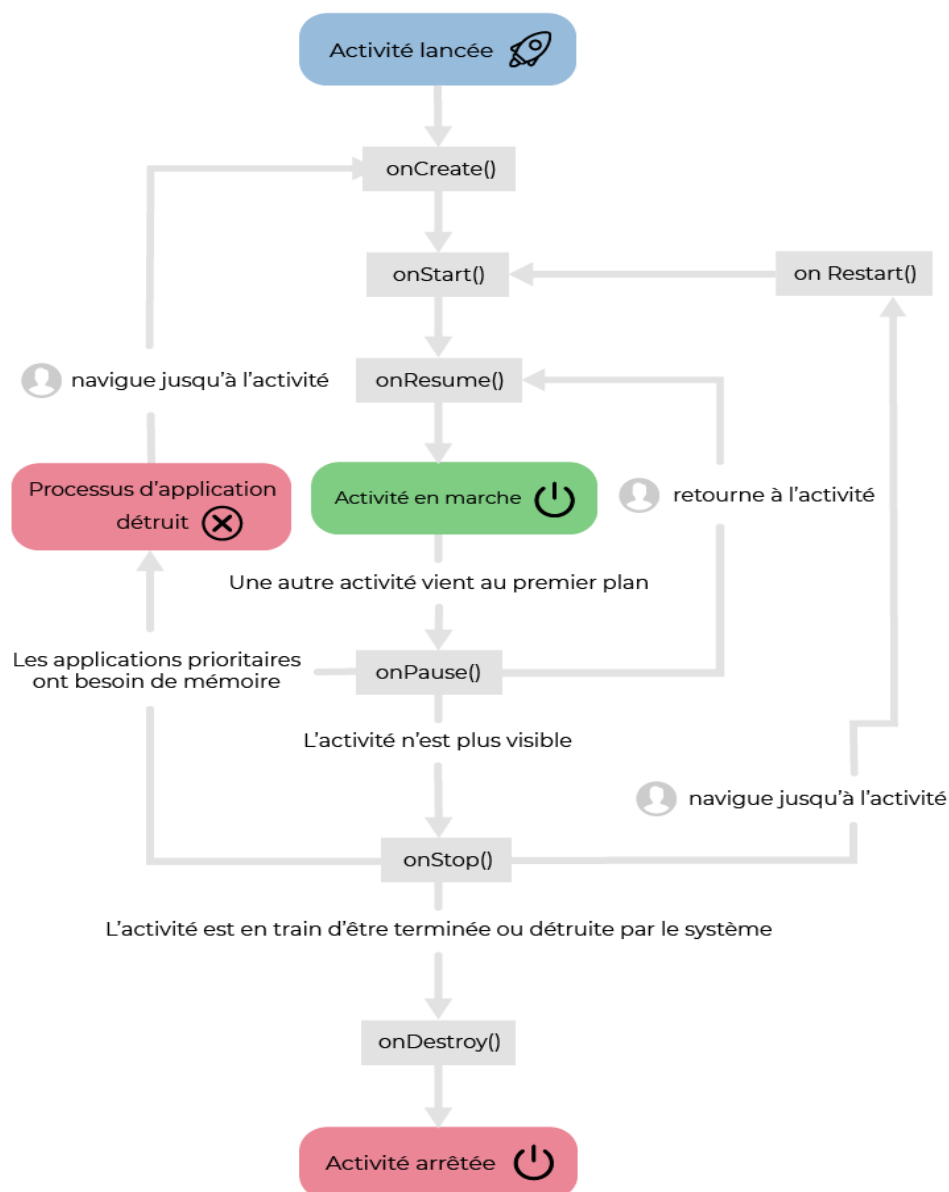 Activité lancée
onCreate()
onStart()
on Restart()
onResume()
navigue jusqu'à l'activité
Processus d'application
détruit
Activité en marche
retourne à l'activité
Une autre activité vient au premier plan
Les applications prioritaires
ont besoin de mémoire
onPause()
L'activité n'est plus visible
navigue jusqu'à l'activité
onStop()
L'activité est en train d'être terminée ou détruite par le système
onDestroy()
Activité arrêtée